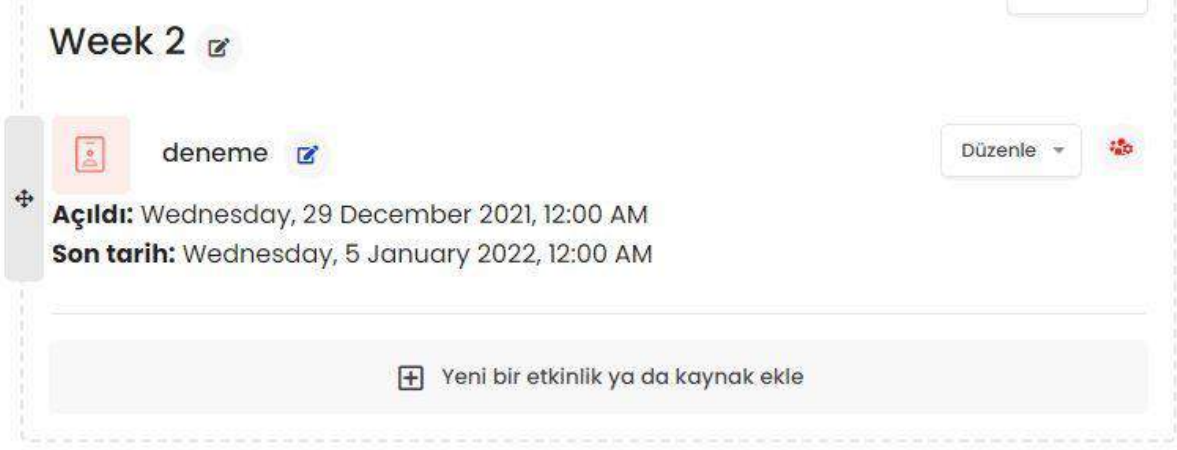 Week 2
deneme
Düzenle
Açıldı: Wednesday, 29 December 2021, 12:00 AM
Son tarih: Wednesday, 5 January 2022, 12:00 AM
Yeni bir etkinlik ya da kaynak ekle